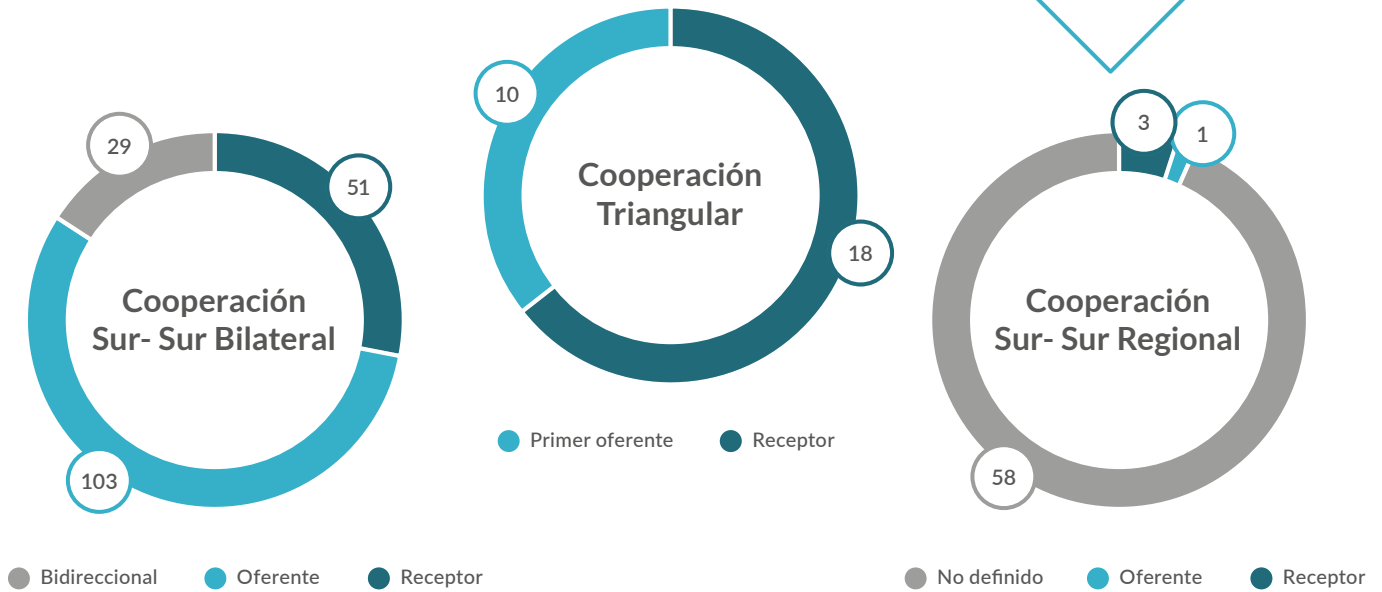 29
51
Cooperación
Sur- Sur Bilateral
103
Bidireccional
Oferente
Receptor
10
Cooperación
Triangular
18
Primer oferente
Receptor
3
1
Cooperación
Sur- Sur Regional
58
No definido
Oferente
Receptor